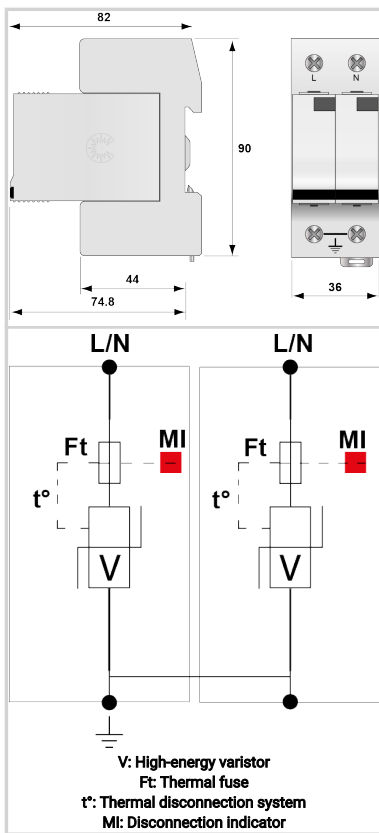 82
90
44
74.8
L N
36
L/N L/N
Ft MI Ft MI
t° t°
V V
V: High-energy varistor
Ft: Thermal fuse
t°: Thermal disconnection system
MI: Disconnection indicator